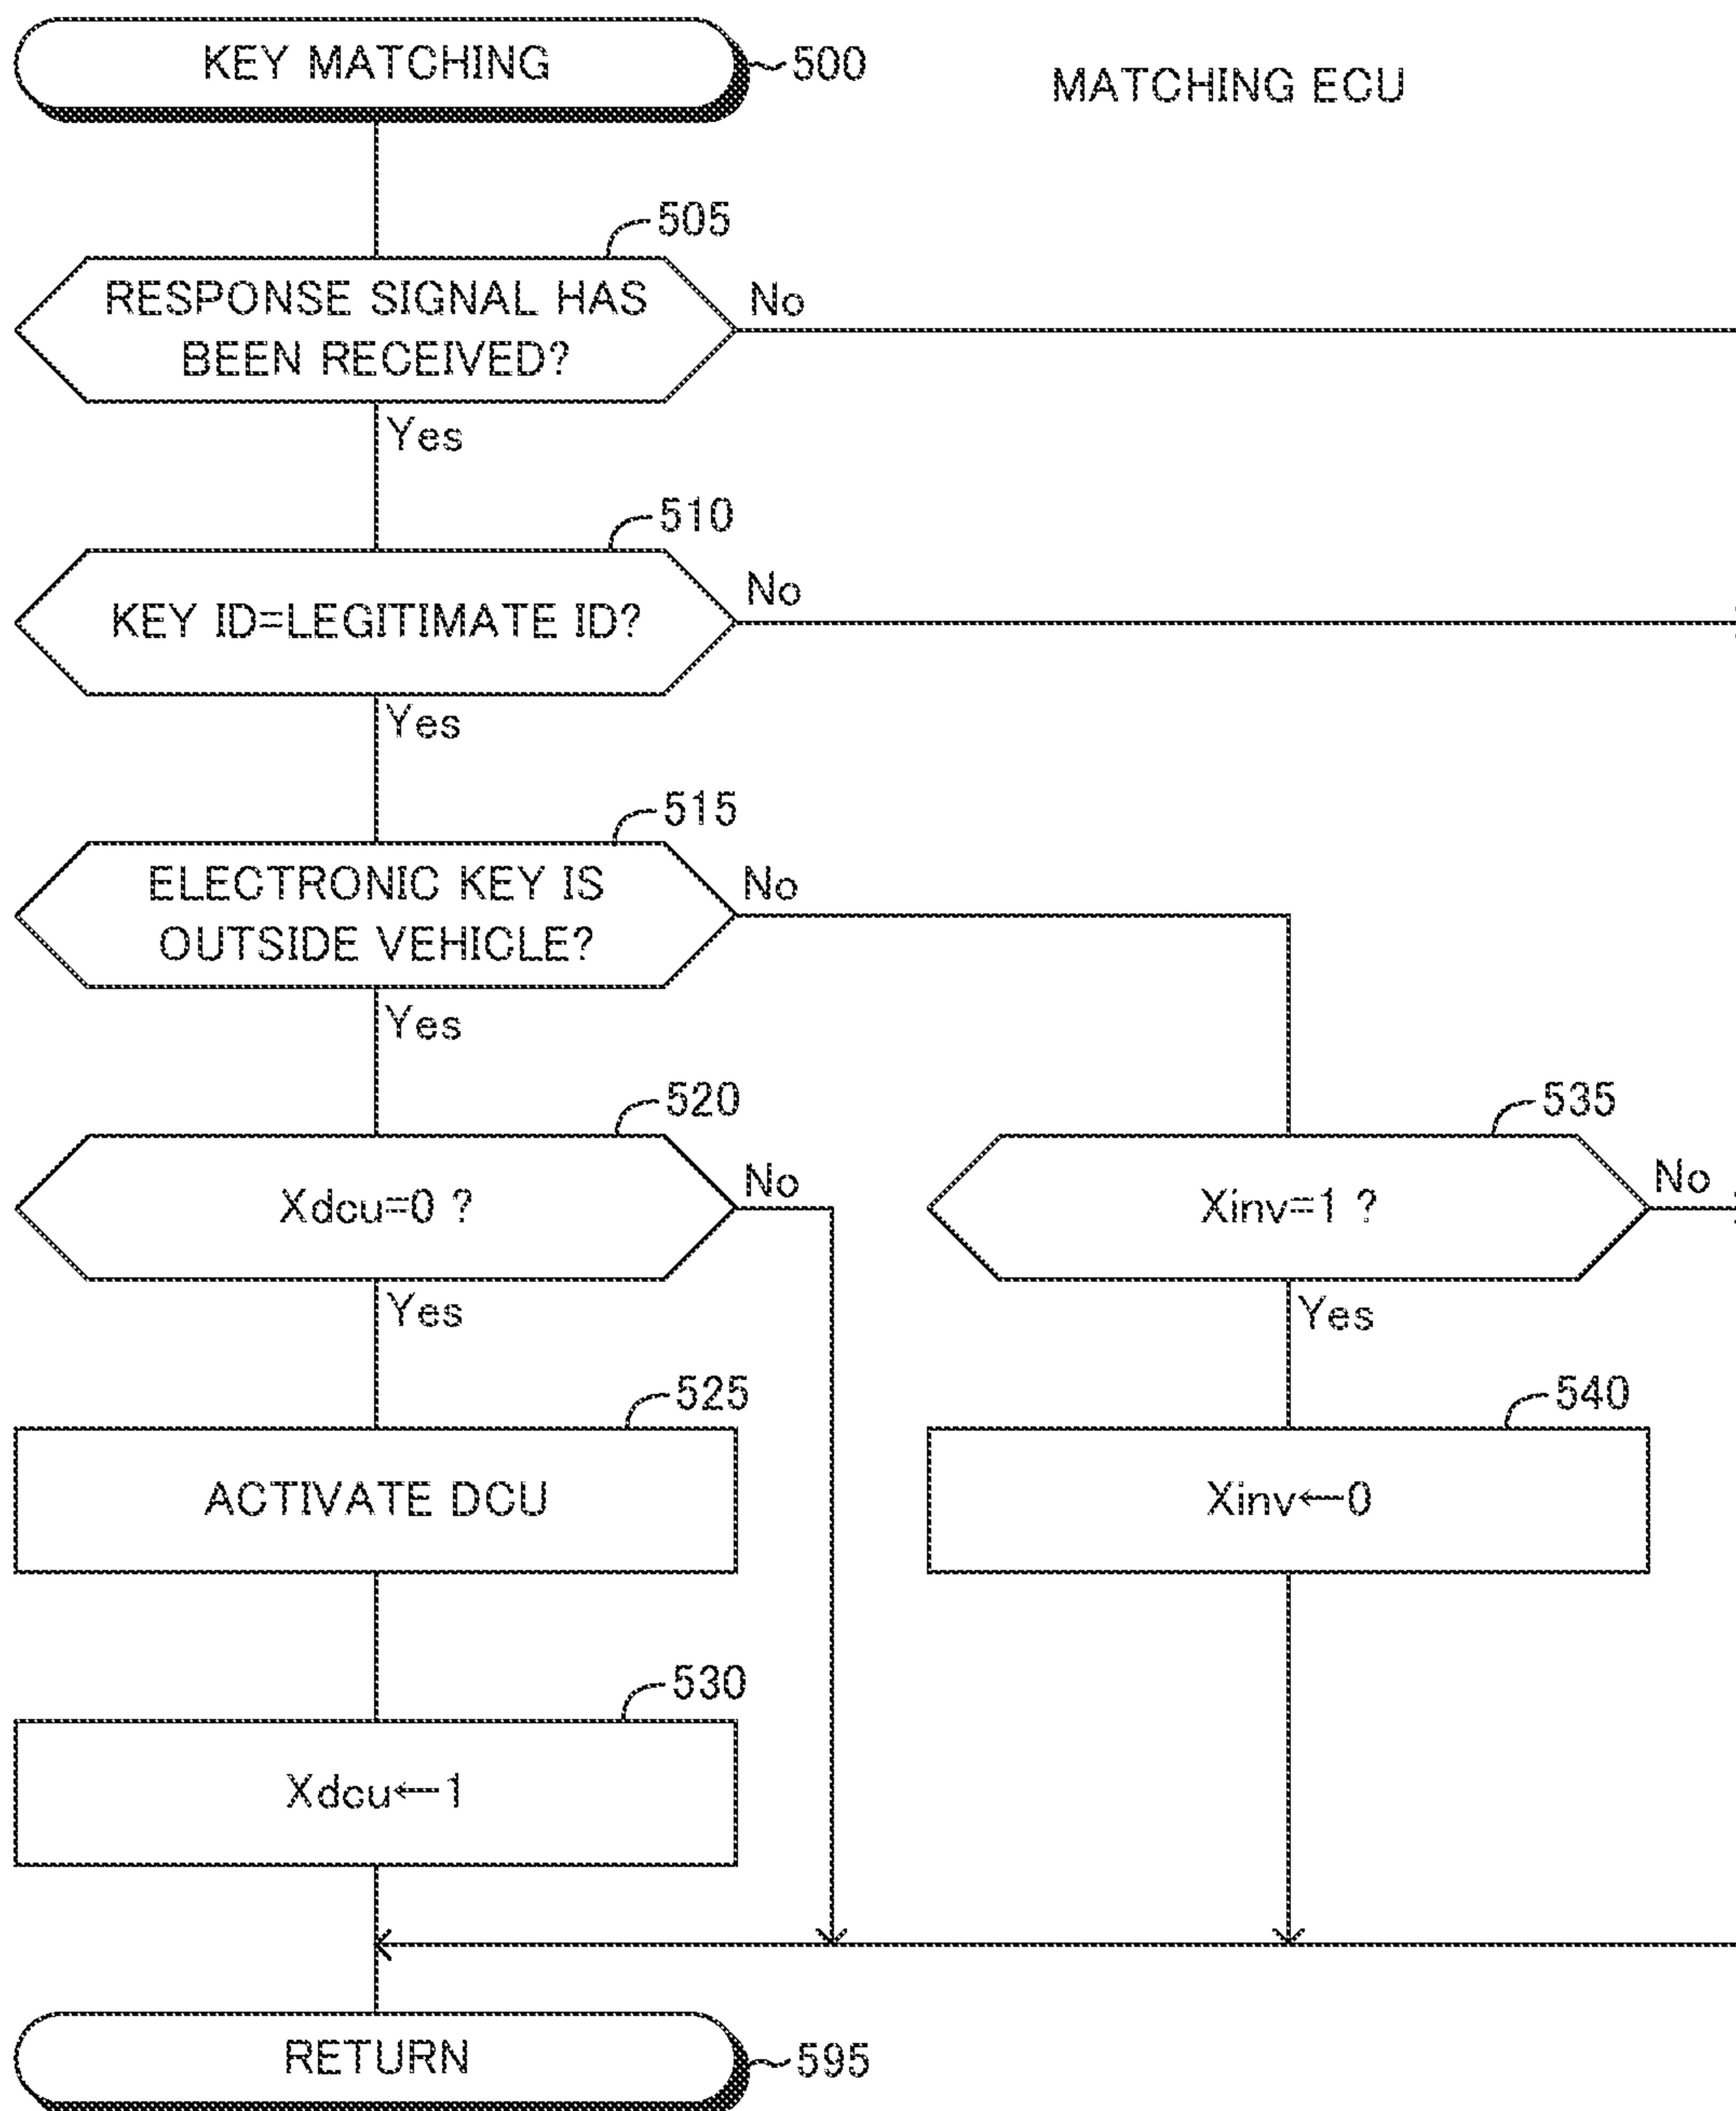 KEY MATCHING
500
MATCHING ECU
505
RESPONSE SIGNAL HAS
BEEN RECEIVED?
No
Yes
510
KEY ID=LEGITIMATE ID?
No
Yes
515
ELECTRONIC KEY IS
OUTSIDE VEHICLE?
No
Yes
520
Xdcu=0 ?
No
Yes
535
Xinv=1 ?
No
Yes
525
ACTIVATE DCU
540
Xinv←0
530
Xdcu←1
RETURN
595